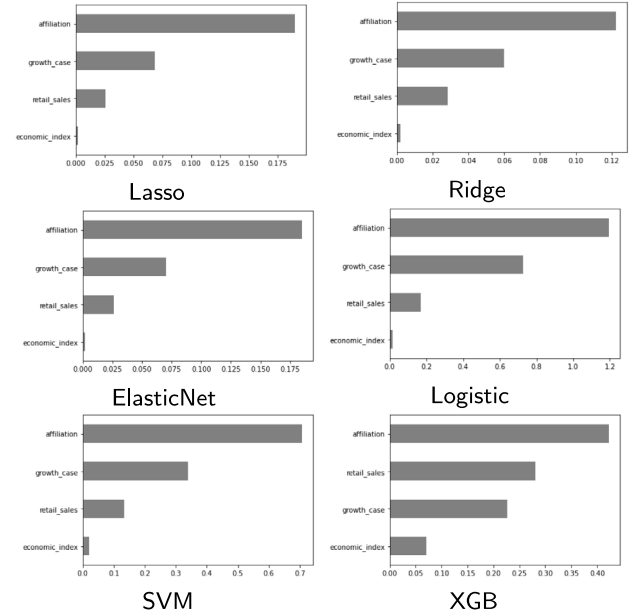 affiliation
growth_case
retail_sales
economic_index
0.000 0.025 0.050 0.075 0.100 0.125 0.150 0.175
Lasso
affiliation
growth_case
retail_sales
economic_index
0.00 0.02 0.04 0.06 0.08 0.10 0.12
Ridge
affiliation
growth_case
retail_sales
economic_index
0.000 0.025 0.050 0.075 0.100 0.125 0.150 0.175
ElasticNet
affiliation
growth_case
retail_sales
economic_index
0.0 0.2 0.4 0.6 0.8 1.0 1.2
Logistic
affiliation
growth_case
retail_sales
economic_index
0.0 0.1 0.2 0.3 0.4 0.5 0.6 0.7
SVM
affiliation
retail_sales
growth_case
economic_index
0.00 0.05 0.10 0.15 0.20 0.25 0.30 0.35 0.40
XGB